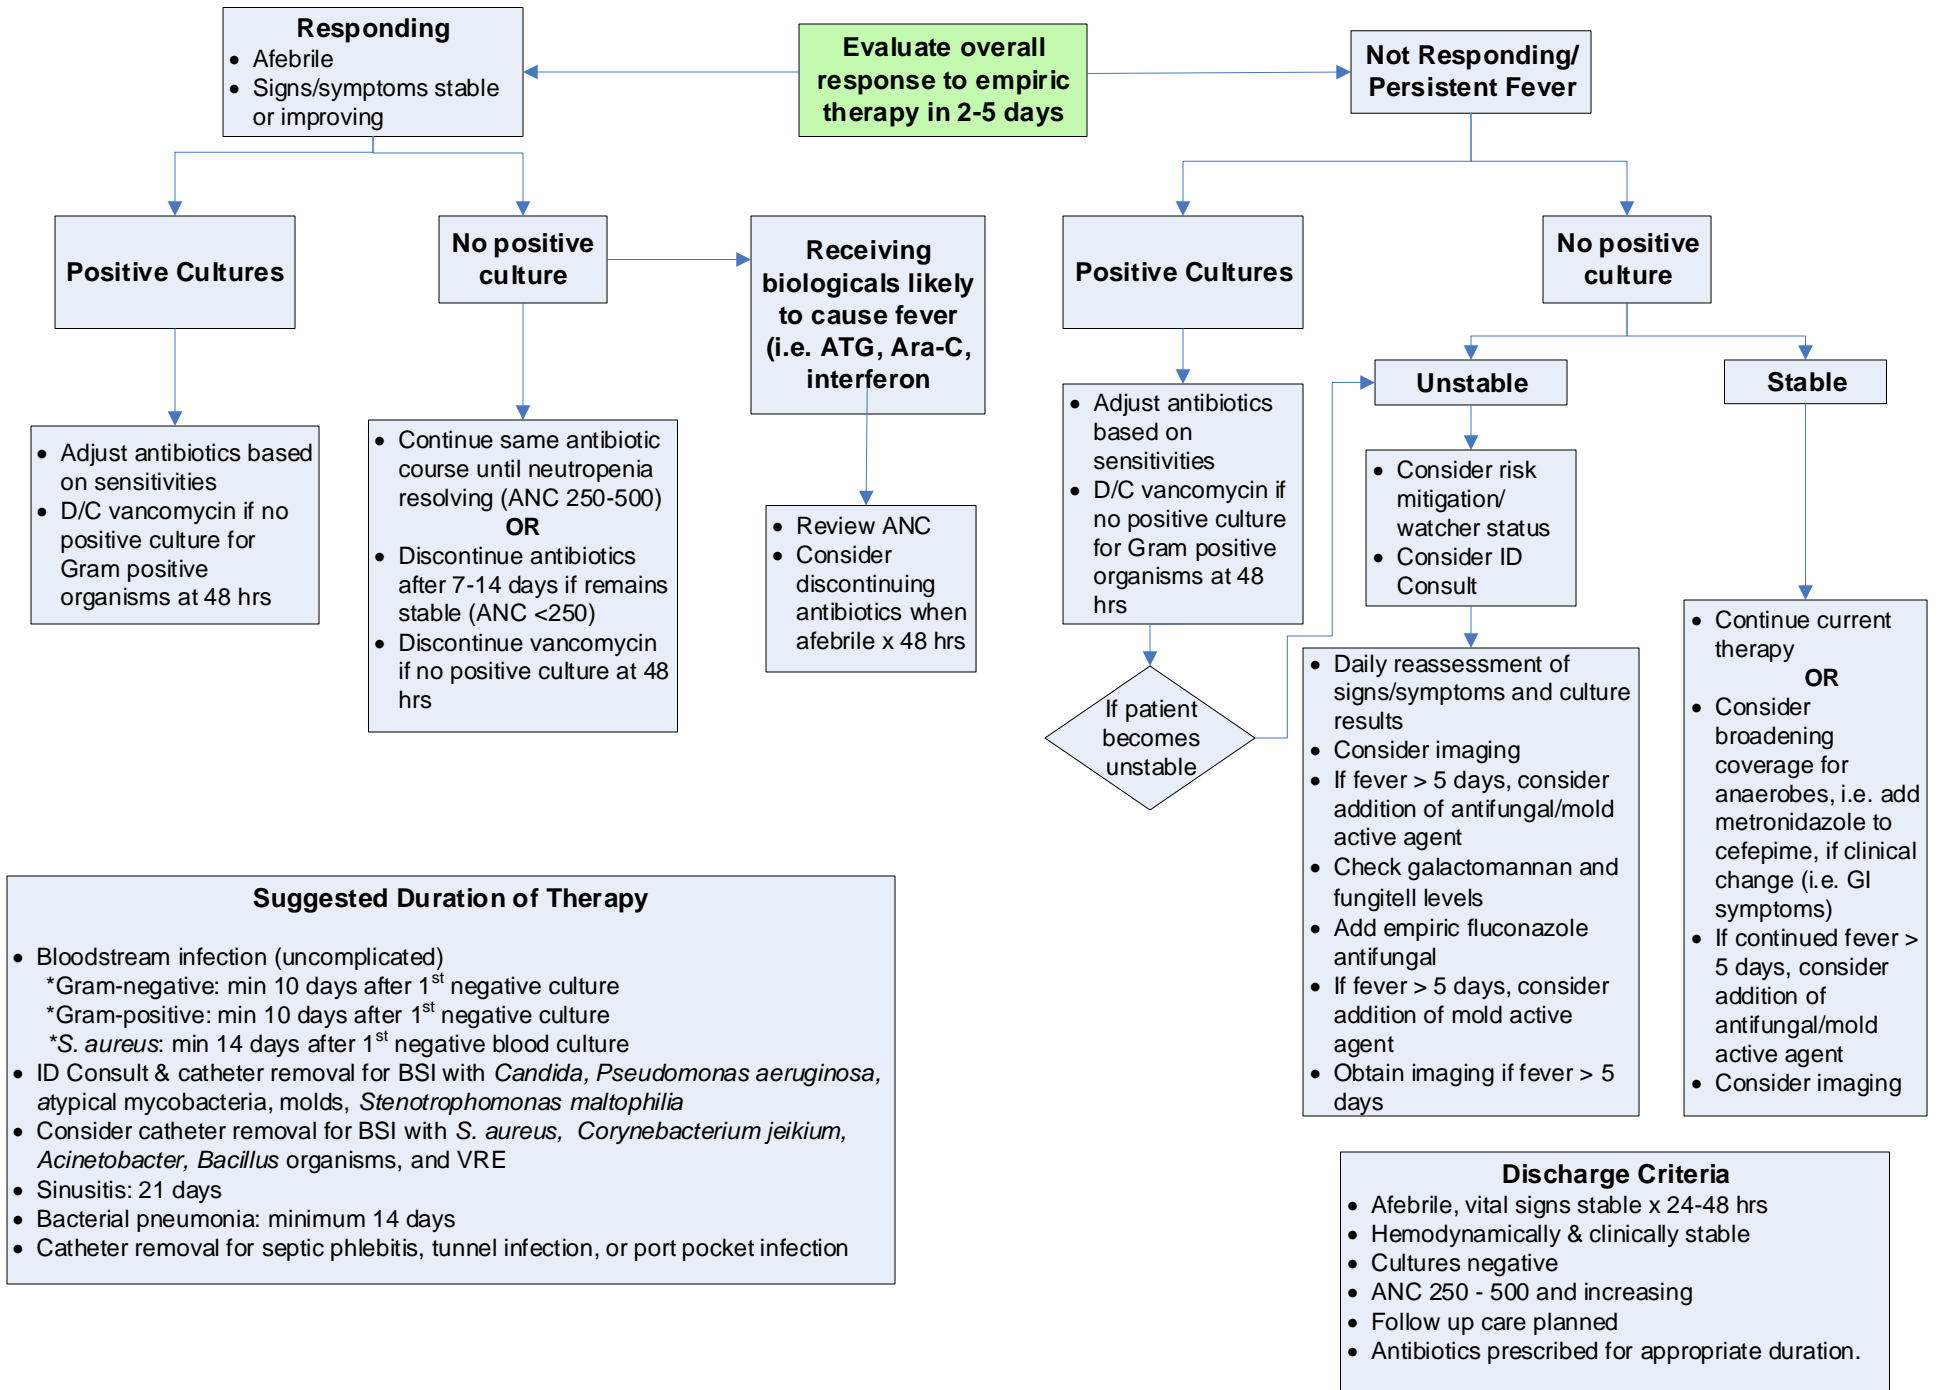 Responding
• Afebrile
• Signs/symptoms stable
or improving
Evaluate overall
response to empiric
therapy in 2-5 days
Not Responding/
Persistent Fever
Positive Cultures
No positive
culture
Receiving
biologicals likely
to cause fever
(i.e. ATG, Ara-C,
interferon
Positive Cultures
No positive
culture
Unstable
Stable
• Adjust antibiotics based
on sensitivities
• D/C vancomycin if no
positive culture for
Gram positive
organisms at 48 hrs
• Continue same antibiotic
course until neutropenia
resolving (ANC 250-500)
OR
• Discontinue antibiotics
after 7-14 days if remains
stable (ANC <250)
• Discontinue vancomycin
if no positive culture at 48
hrs
• Review ANC
• Consider
discontinuing
antibiotics when
afebrile x 48 hrs
• Adjust antibiotics
based on
sensitivities
• D/C vancomycin if
no positive culture
for Gram positive
organisms at 48
hrs
If patient
becomes
unstable
• Consider risk
mitigation/
watcher status
• Consider ID
Consult
• Daily reassessment of
signs/symptoms and culture
results
• Consider imaging
• If fever > 5 days, consider
addition of antifungal/mold
active agent
• Check galactomannan and
fungitell levels
• Add empiric fluconazole
antifungal
• If fever > 5 days, consider
addition of mold active
agent
• Obtain imaging if fever > 5
days
• Continue current
therapy
OR
• Consider
broadening
coverage for
anaerobes, i.e. add
metronidazole to
cefepime, if clinical
change (i.e. GI
symptoms)
• If continued fever >
5 days, consider
addition of
antifungal/mold
active agent
• Consider imaging
Suggested Duration of Therapy
• Bloodstream infection (uncomplicated)
*Gram-negative: min 10 days after 1st negative culture
*Gram-positive: min 10 days after 1st negative culture
*S. aureus: min 14 days after 1st negative blood culture
• ID Consult & catheter removal for BSI with Candida, Pseudomonas aeruginosa,
atypical mycobacteria, molds, Stenotrophomonas maltophilia
• Consider catheter removal for BSI with S. aureus, Corynebacterium jeikium,
Acinetobacter, Bacillus organisms, and VRE
• Sinusitis: 21 days
• Bacterial pneumonia: minimum 14 days
• Catheter removal for septic phlebitis, tunnel infection, or port pocket infection
Discharge Criteria
• Afebrile, vital signs stable x 24-48 hrs
• Hemodynamically & clinically stable
• Cultures negative
• ANC 250 - 500 and increasing
• Follow up care planned
• Antibiotics prescribed for appropriate duration.